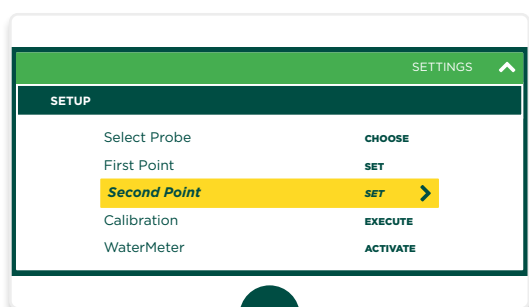 SETTINGS
SETUP
Select Probe CHOOSE
First Point SET
Second Point SET
Calibration EXECUTE
WaterMeter ACTIVATE